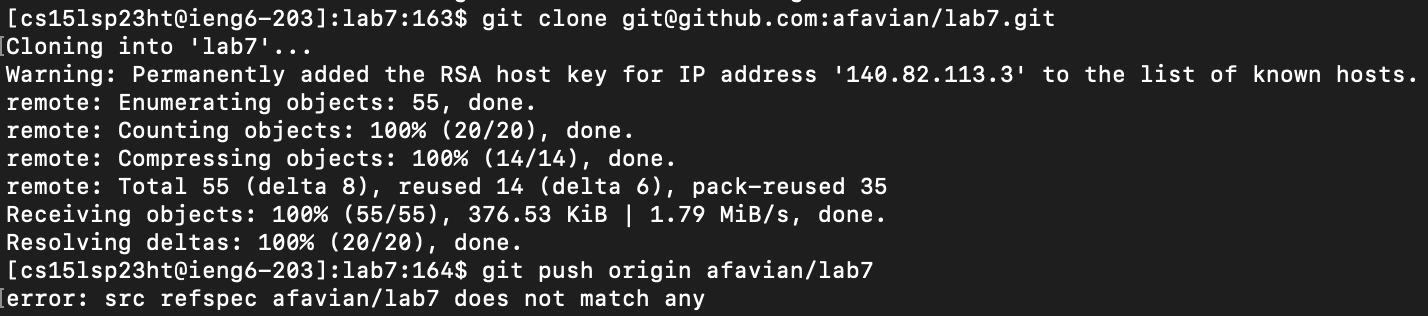 [cs15lsp23ht@ieng6-203]:lab7:163$ git clone git@github.com:afavian/lab7.git
Cloning into 'lab7'...
Warning: Permanently added the RSA host key for IP address '140.82.113.3' to the list of known hosts.
remote: Enumerating objects: 55, done.
remote: Counting objects: 100% (20/20), done.
remote: Compressing objects: 100% (14/14), done.
remote: Total 55 (delta 8), reused 14 (delta 6), pack-reused 35
Receiving objects: 100% (55/55), 376.53 KiB | 1.79 MiB/s, done.
Resolving deltas: 100% (20/20), done.
[cs15lsp23ht@ieng6-203]:lab7:164$ git push origin afavian/lab7
error: src refspec afavian/lab7 does not match any